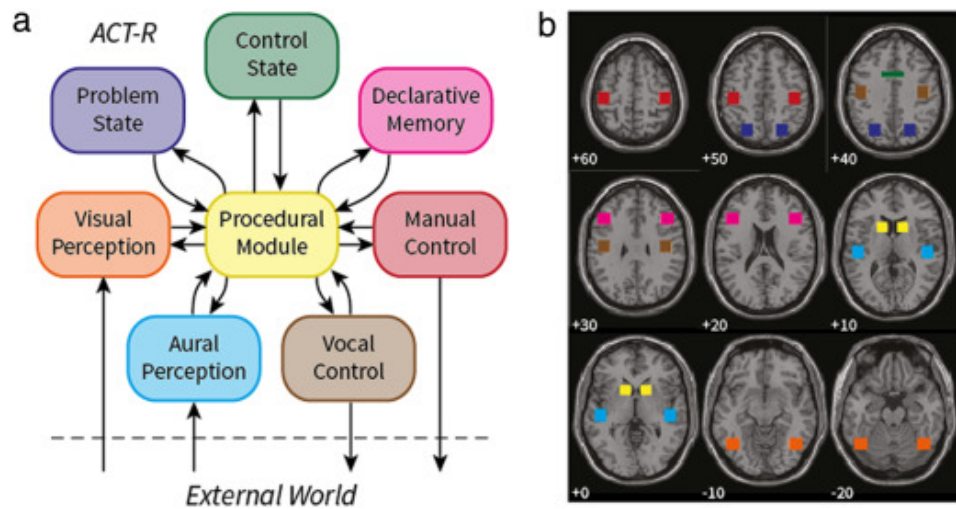 a
ACT-R
Control
State
Problem
State
Declarative
Memory
Visual
Perception
Procedural
Module
Manual
Control
Aural
Perception
Vocal
Control
External World
b
+60
+50
+40
+30
+20
+10
+0
-10
-20